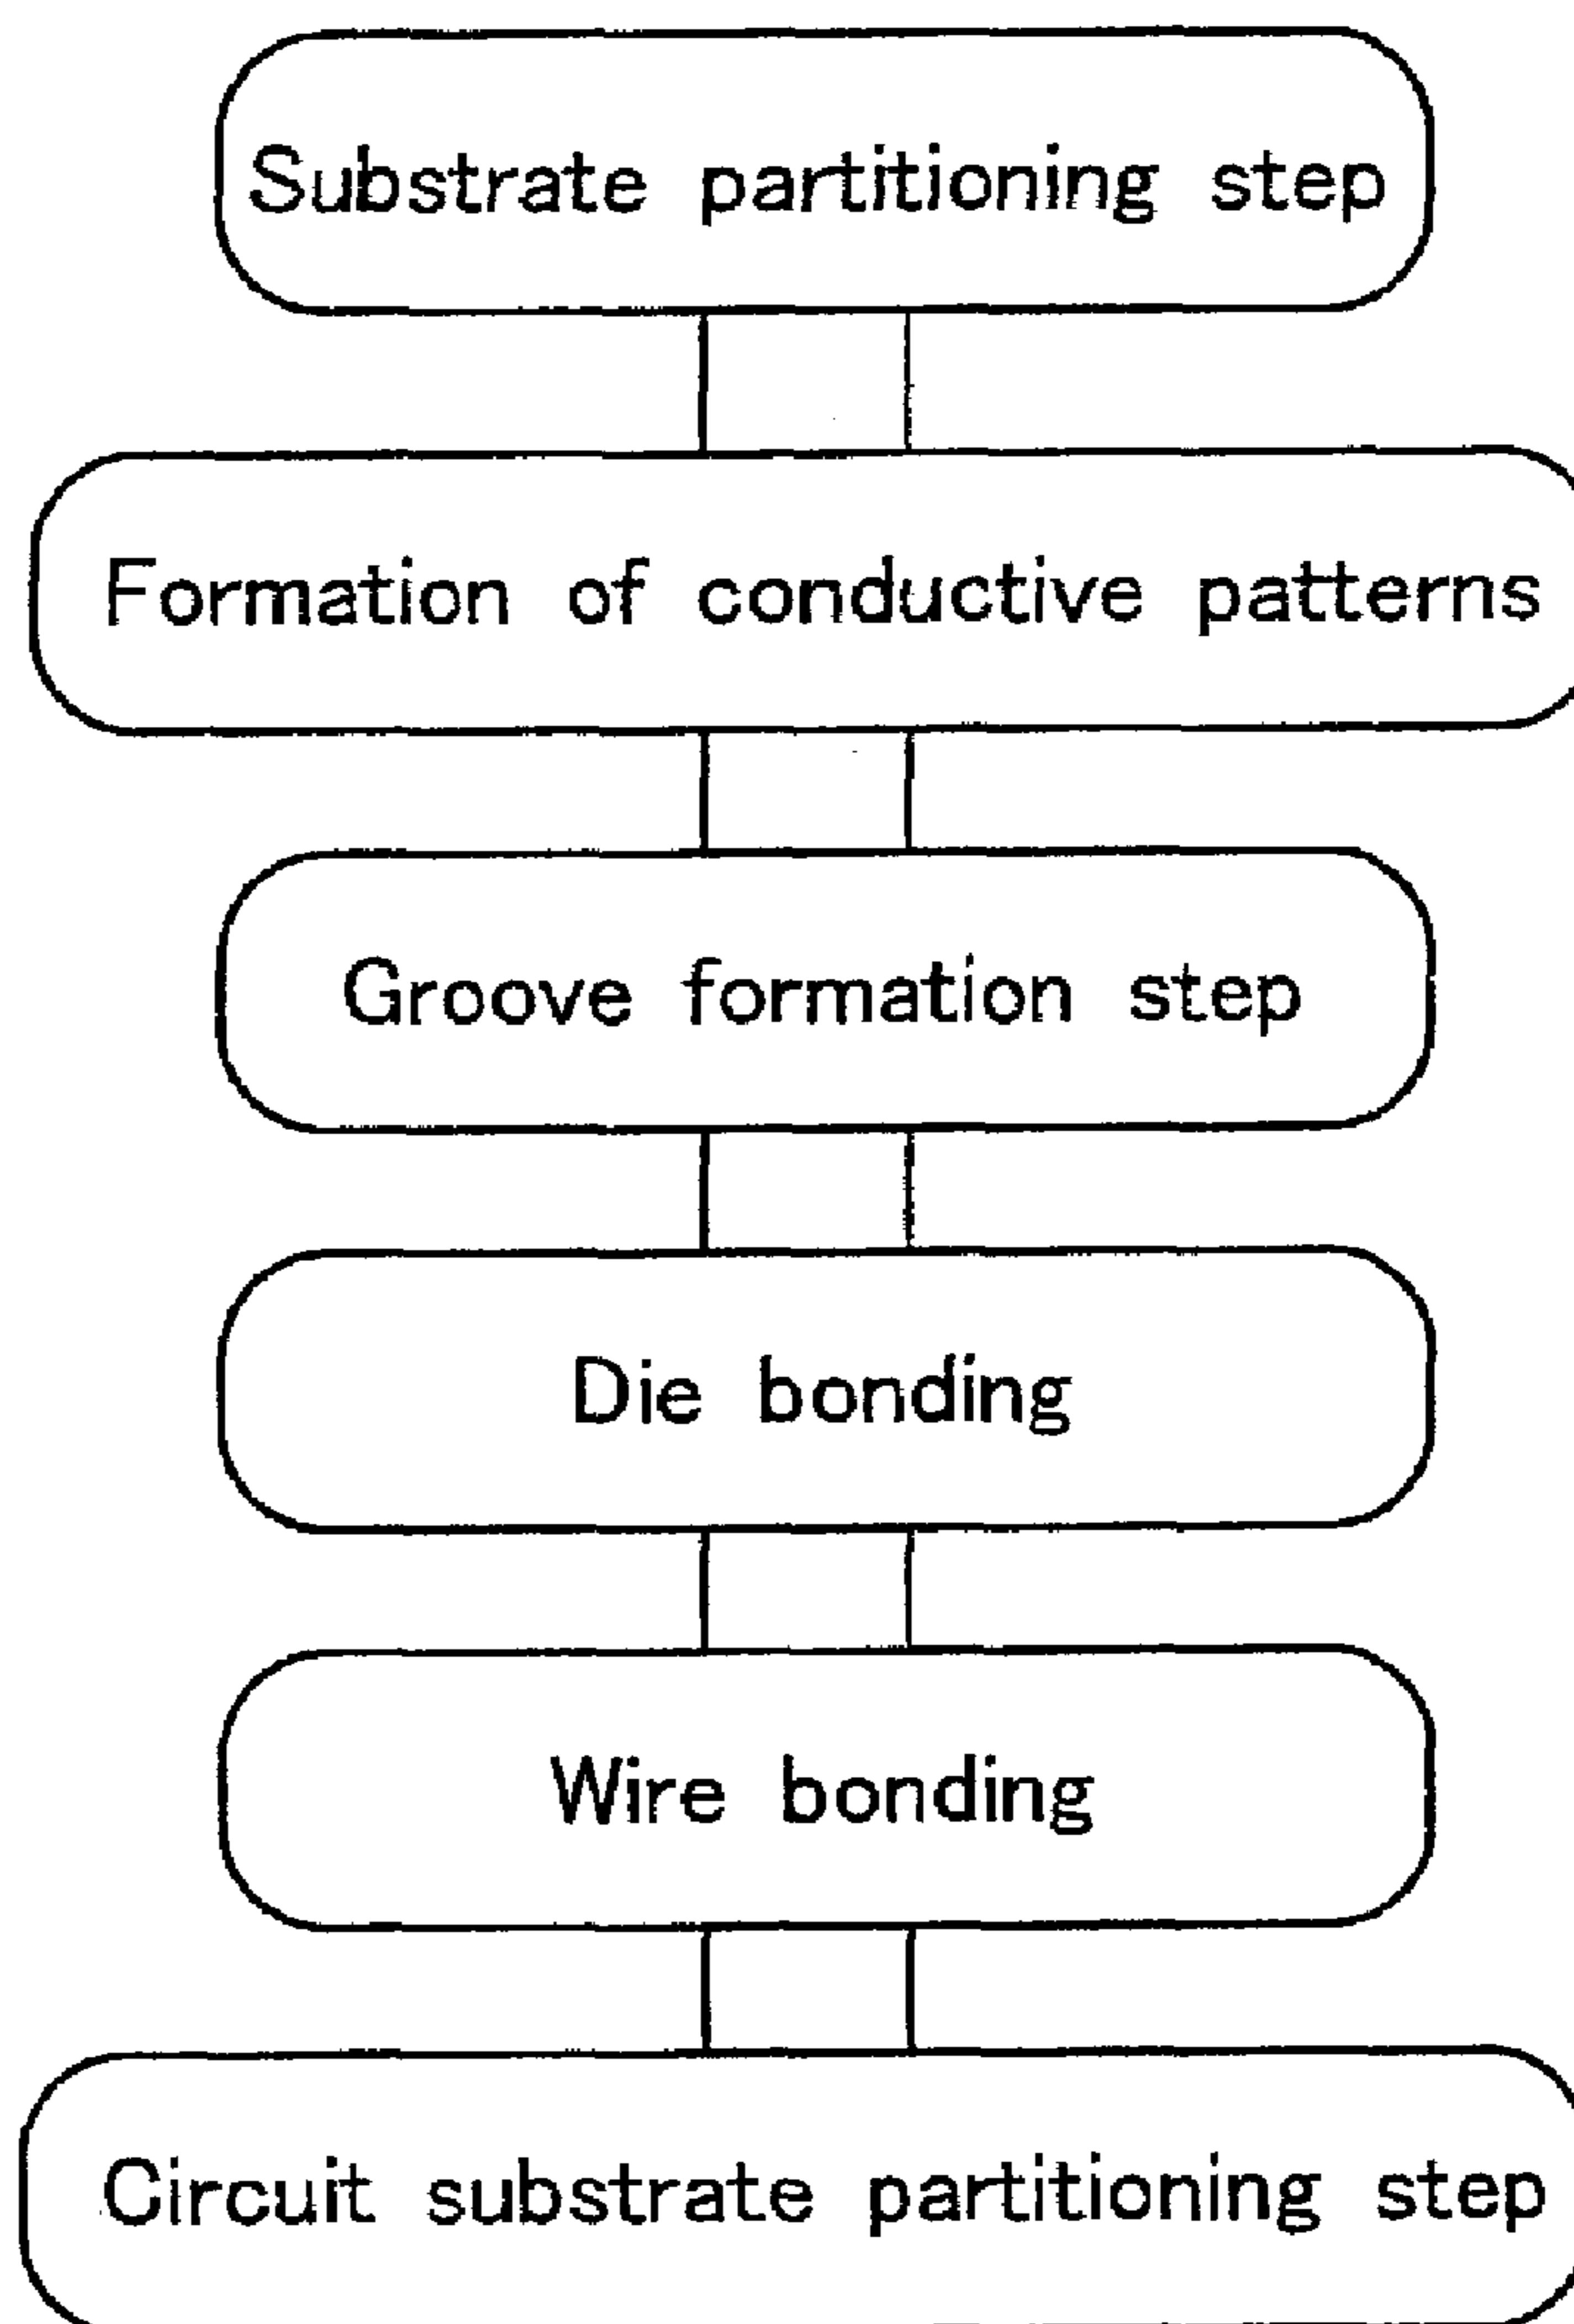 Substrate partitioning step
Formation of conductive patterns
Groove formation step
Die bonding
Wire bonding
Circuit substrate partitioning step